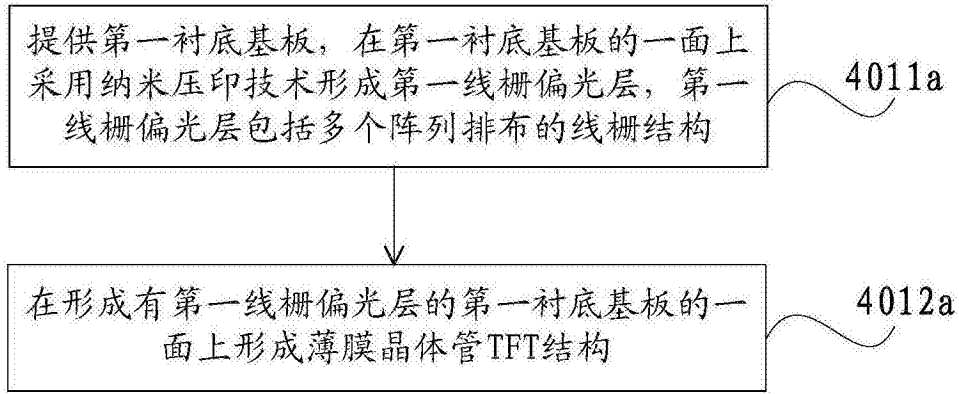 提供第一衬底基板，在第一衬底基板的一面上
采用纳米压印技术形成第一线栅偏光层，第一
线栅偏光层包括多个阵列排布的线栅结构
4011a
在形成有第一线栅偏光层的第一衬底基板的一
面上形成薄膜晶体管TFT结构
4012a